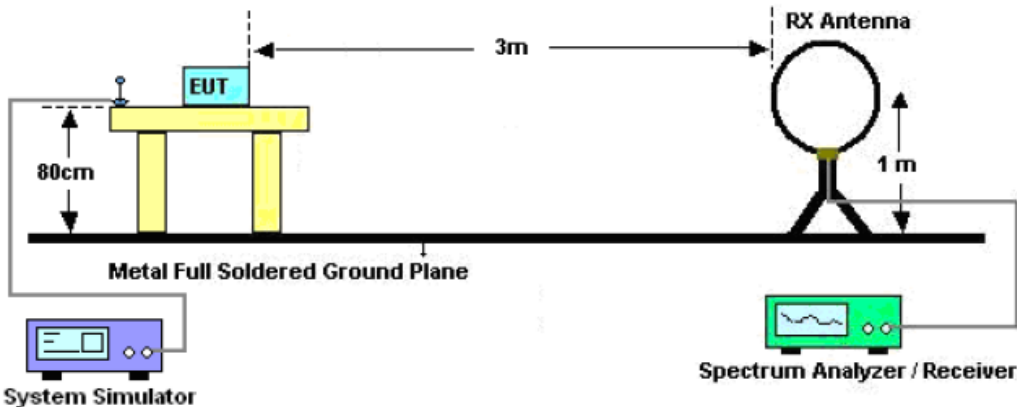 RX Antenna
3m
EUT
80cm
1 m
Metal Full Soldered Ground Plane
System Simulator
Spectrum Analyzer / Receiver